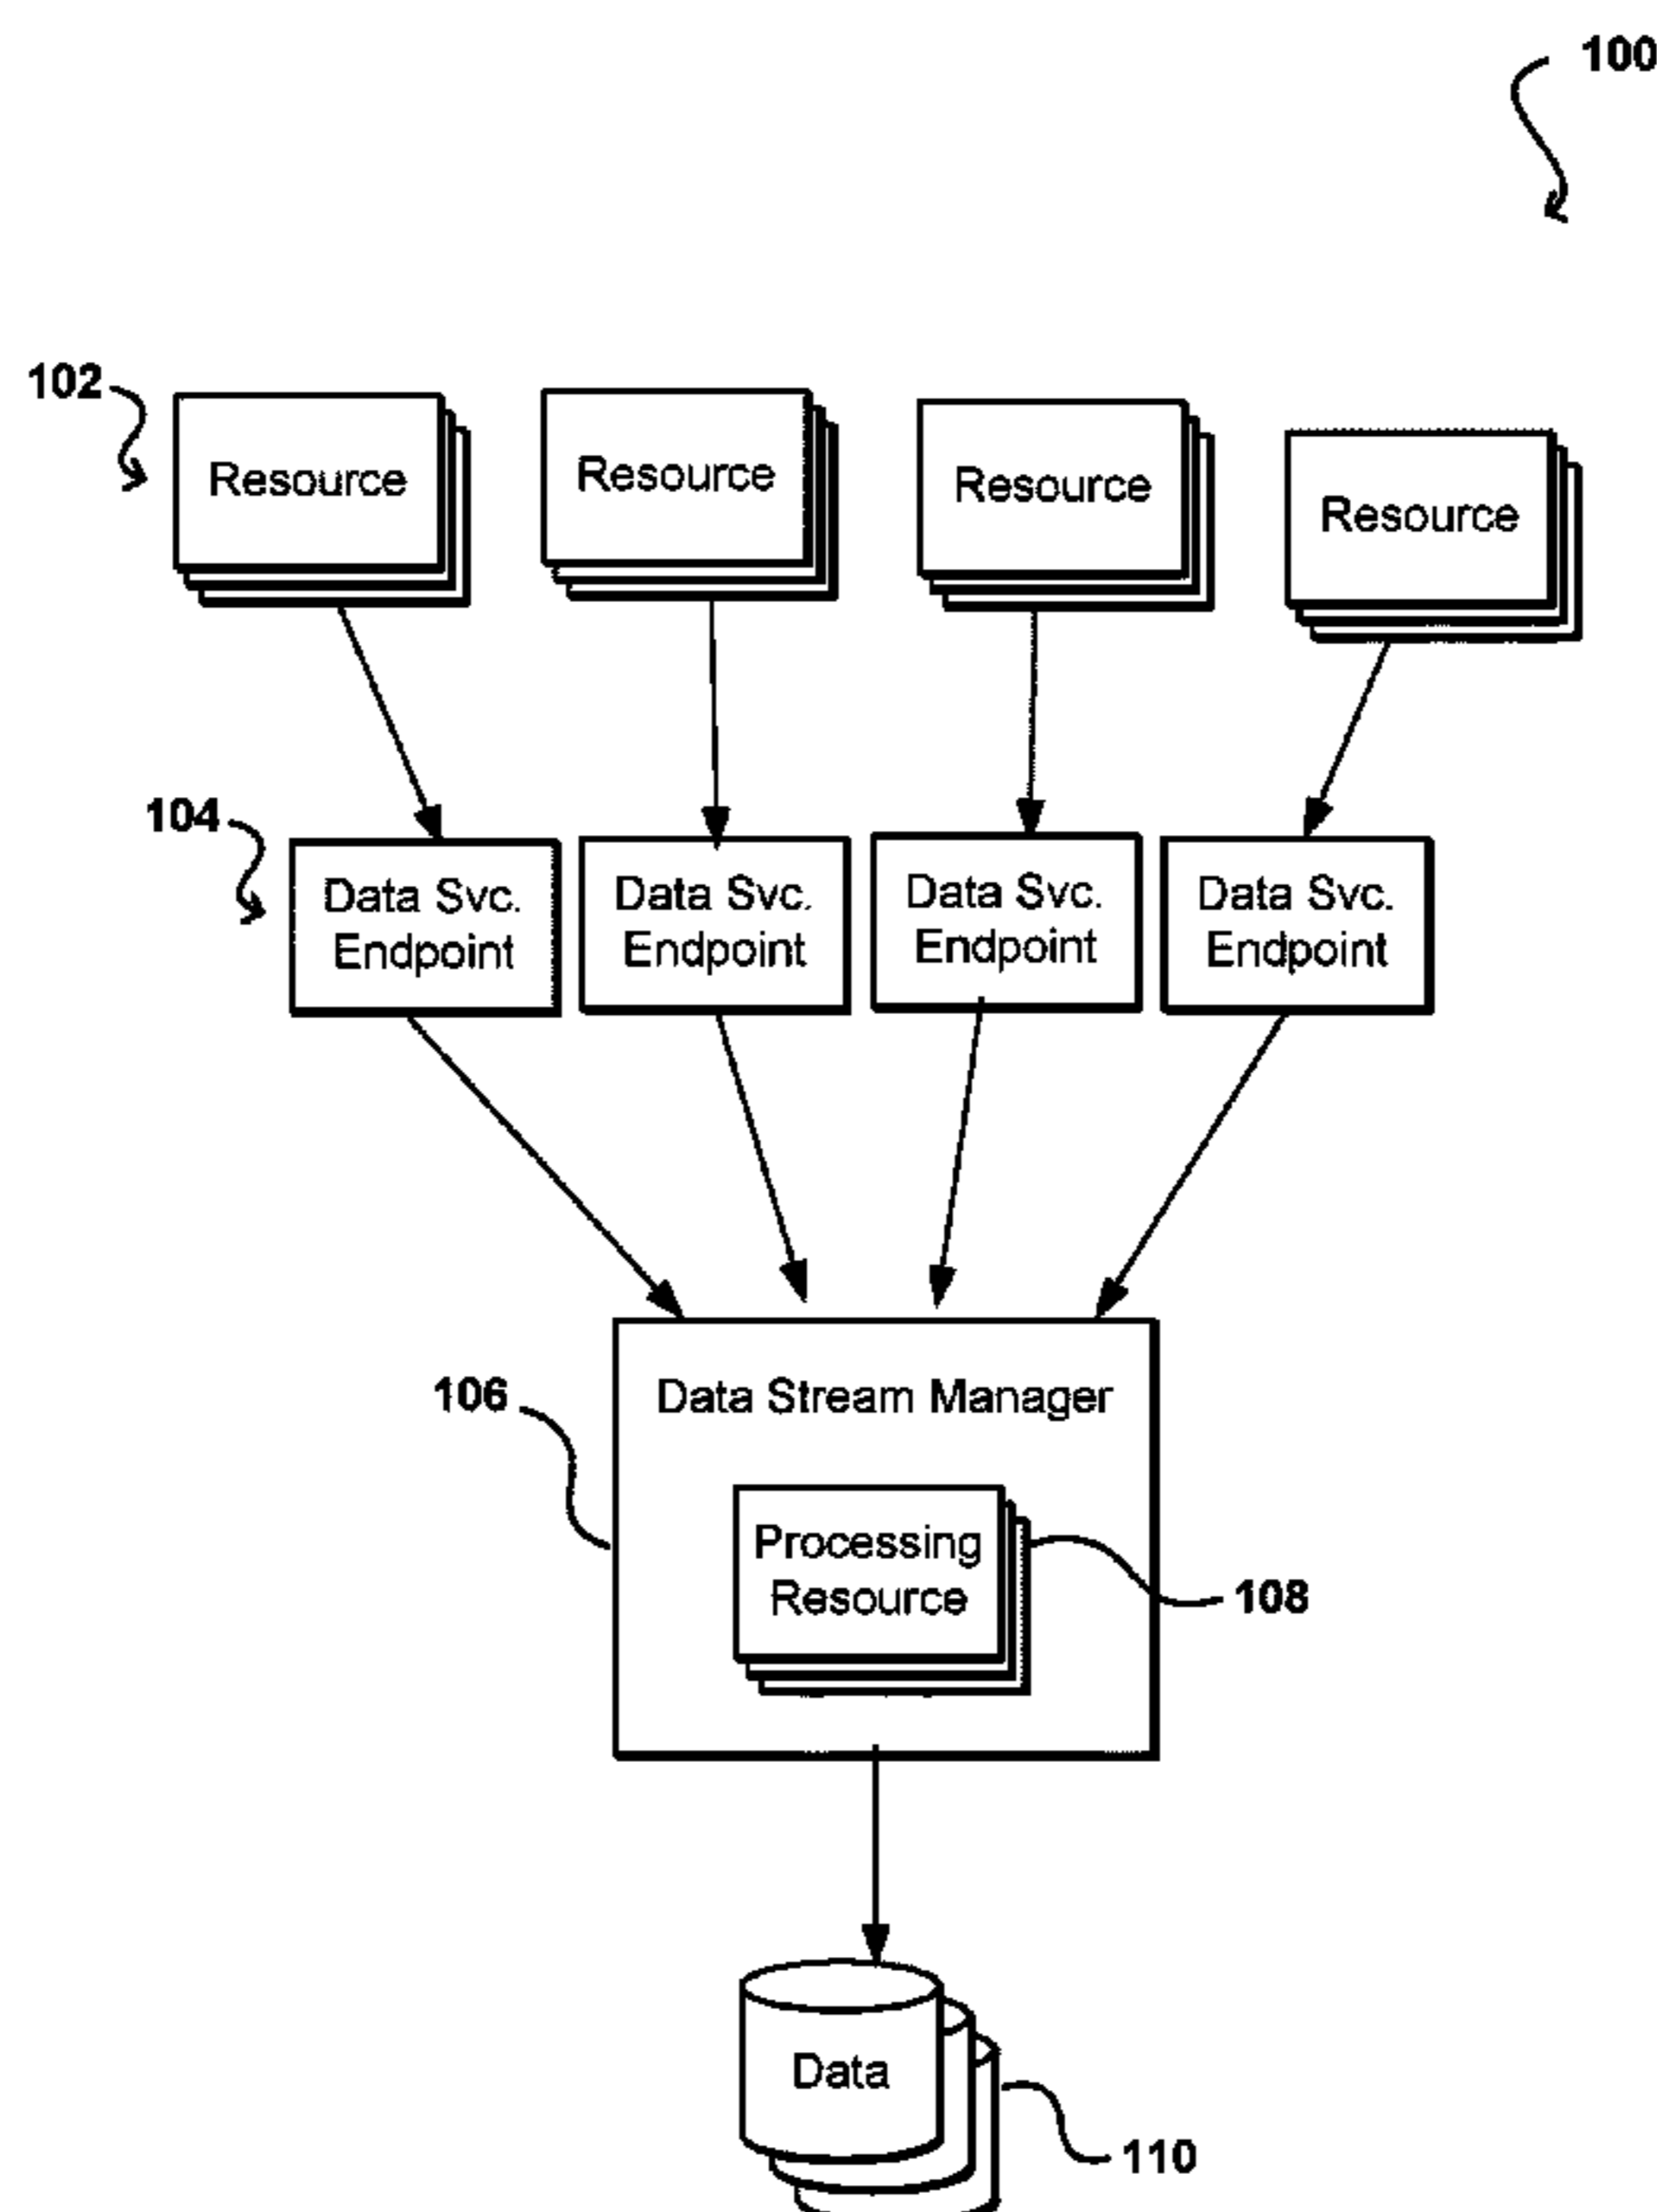 100
102
Resource
Resource
Resource
Resource
104
Data Svc.
Endpoint
Data Svc.
Endpoint
Data Svc.
Endpoint
Data Svc.
Endpoint
106
Data Stream Manager
Processing
Resource
108
Data
110